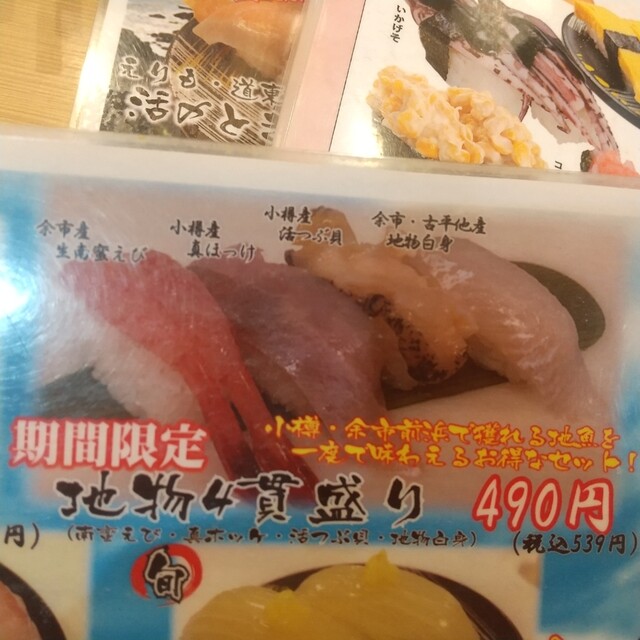 いかげそ
えりも・道東
活
余市産
生南蛮えび
小樽産
真ほっけ
小樽産
活つぶ貝
余市・古平他産
地物白身
期間限定
小樽・余市前浜で獲れる地魚を
一度で味わえるお得なセット！
地物4貫盛り
490円
(南蛮えび・真ホッケ・活つぶ貝・地物白身)
(税込539円)
円)
旬